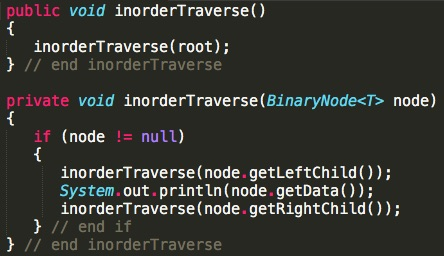 public void inorderTraverse()
{
inorderTraverse(root);
} // end inorderTraverse
private void inorderTraverse(BinaryNode<T> node)
{
if (node != null)
{
inorderTraverse(node.getLeftChild());
System.out.println(node.getData());
inorderTraverse(node.getRightChild());
} // end if
} // end inorderTraverse